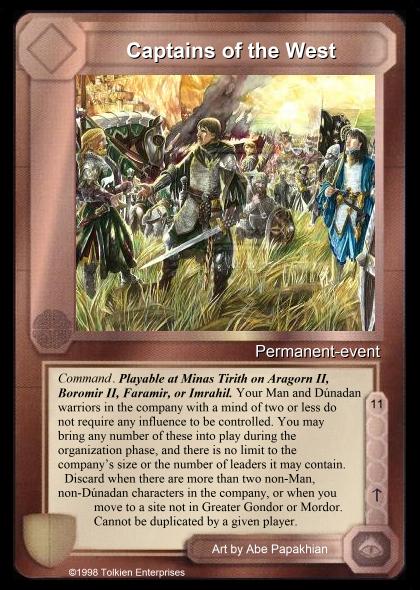 Captains of the West
Permanent-event
Command. Playable at Minas Tirith on Aragorn II,
Boromir II, Faramir, or Imrahil. Your Man and Dúnadan
warriors in the company with a mind of two or less do
not require any influence to be controlled. You may
bring any number of these into play during the
organization phase, and there is no limit to the
company's size or the number of leaders it may contain.
Discard when there are more than two non-Man,
non-Dúnadan characters in the company, or when you
move to a site not in Greater Gondor or Mordor.
Cannot be duplicated by a given player.
11
Art by Abe Papakhian
©1998 Tolkien Enterprises